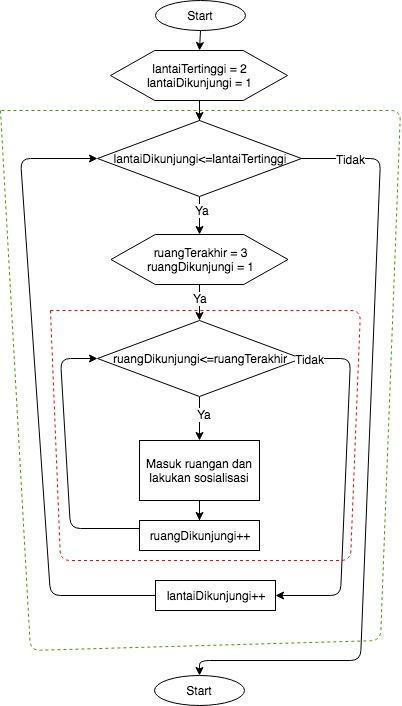 Start
lantaiTertinggi = 2
lantaiDikunjungi = 1
lantaiDikunjungi<=lantaiTertinggi
Tidak
Ya
ruangTerakhir = 3
ruangDikunjungi = 1
Ya
ruangDikunjungi<=ruangTerakhir
Tidak
Ya
Masuk ruangan dan
lakukan sosialisasi
ruangDikunjungi++
lantaiDikunjungi++
Start